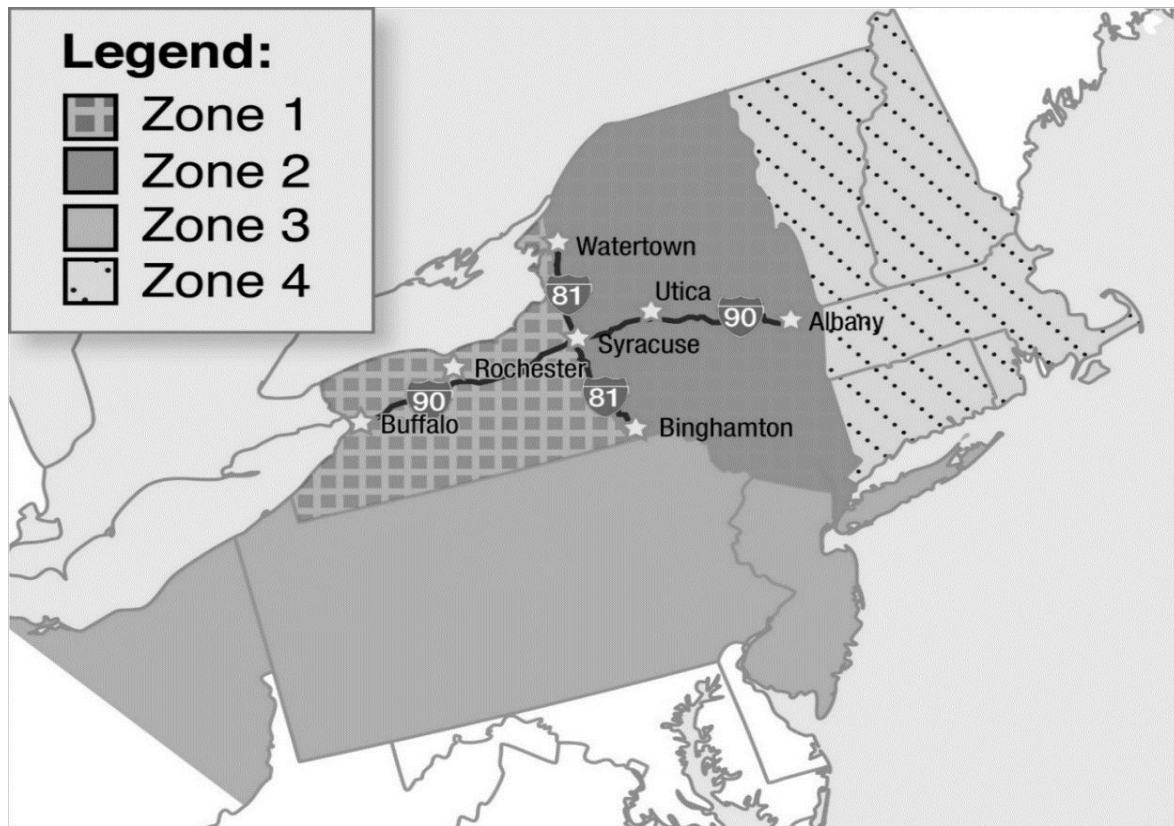 Legend:
Zone 1
Zone 2
Zone 3
Zone 4
Watertown
81
Utica
90
Albany
Syracuse
Rochester
90
81
Buffalo
Binghamton